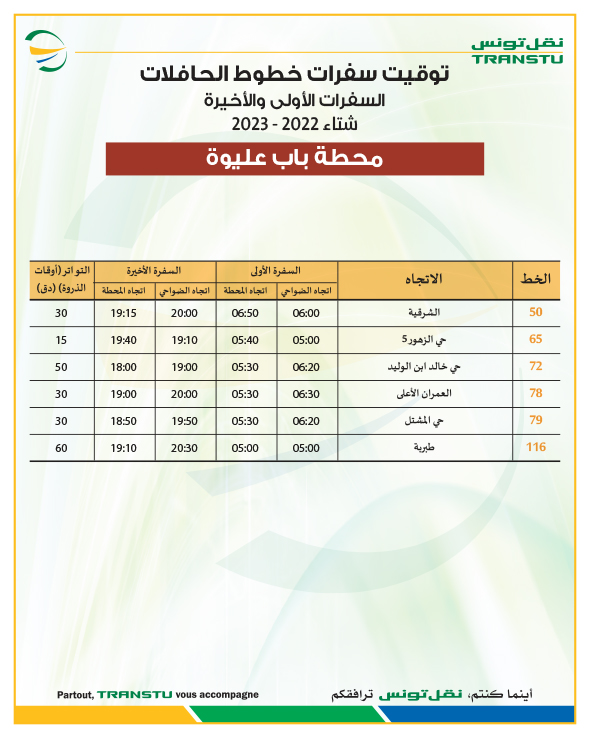 نقل تونس
TRANSTU
توقيت سفرات خطوط الحافلات
السفرات الأولى والأخيرة
شتاء 2022 - 2023
محطة باب عليوة
الخط الاتجاه السفرة الأولى السفرة الأخيرة التواتر (أوقات الذروة) (دق)
اتجاه الضواحي اتجاه المحطة اتجاه الضواحي اتجاه المحطة
50 الشرقية 06:00 06:50 20:00 19:15 30
65 حي الزهور5 05:00 05:40 19:10 19:40 15
72 حي خالد ابن الوليد 06:20 05:30 19:00 18:00 50
78 العمران الأعلى 06:30 05:30 20:00 19:00 30
79 حي المشتل 06:20 05:30 19:50 18:50 30
116 طبربة 05:00 05:00 20:30 19:10 60
أينما كنتم، نقل تونس ترافقكم
Partout, TRANSTU vous accompagne